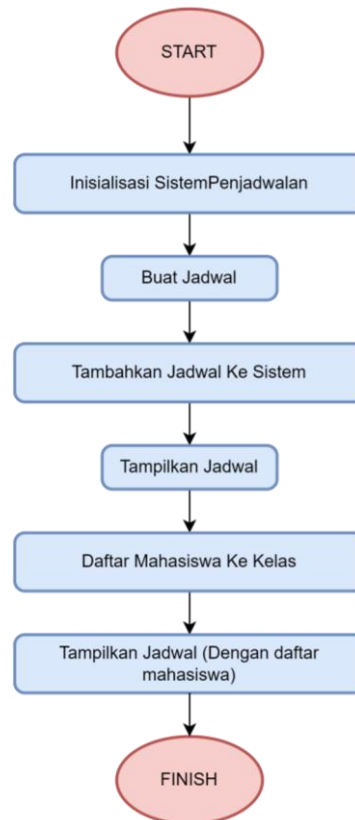 START
Inisialisasi SistemPenjadwalan
Buat Jadwal
Tambahkan Jadwal Ke Sistem
Tampilkan Jadwal
Daftar Mahasiswa Ke Kelas
Tampilkan Jadwal (Dengan daftar
mahasiswa)
FINISH